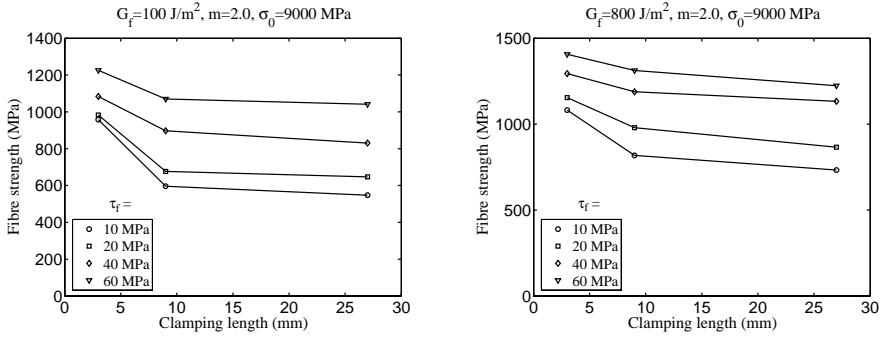 G_f=100 J/m², m=2.0, σ_0=9000 MPa
1400
1200
1000
800
600
400
200
0
Fibre strength (MPa)
τ_f =
10 MPa
20 MPa
40 MPa
60 MPa
0 5 10 15 20 25 30
Clamping length (mm)
G_f=800 J/m², m=2.0, σ_0=9000 MPa
1500
1000
500
0
Fibre strength (MPa)
τ_f =
10 MPa
20 MPa
40 MPa
60 MPa
0 5 10 15 20 25 30
Clamping length (mm)